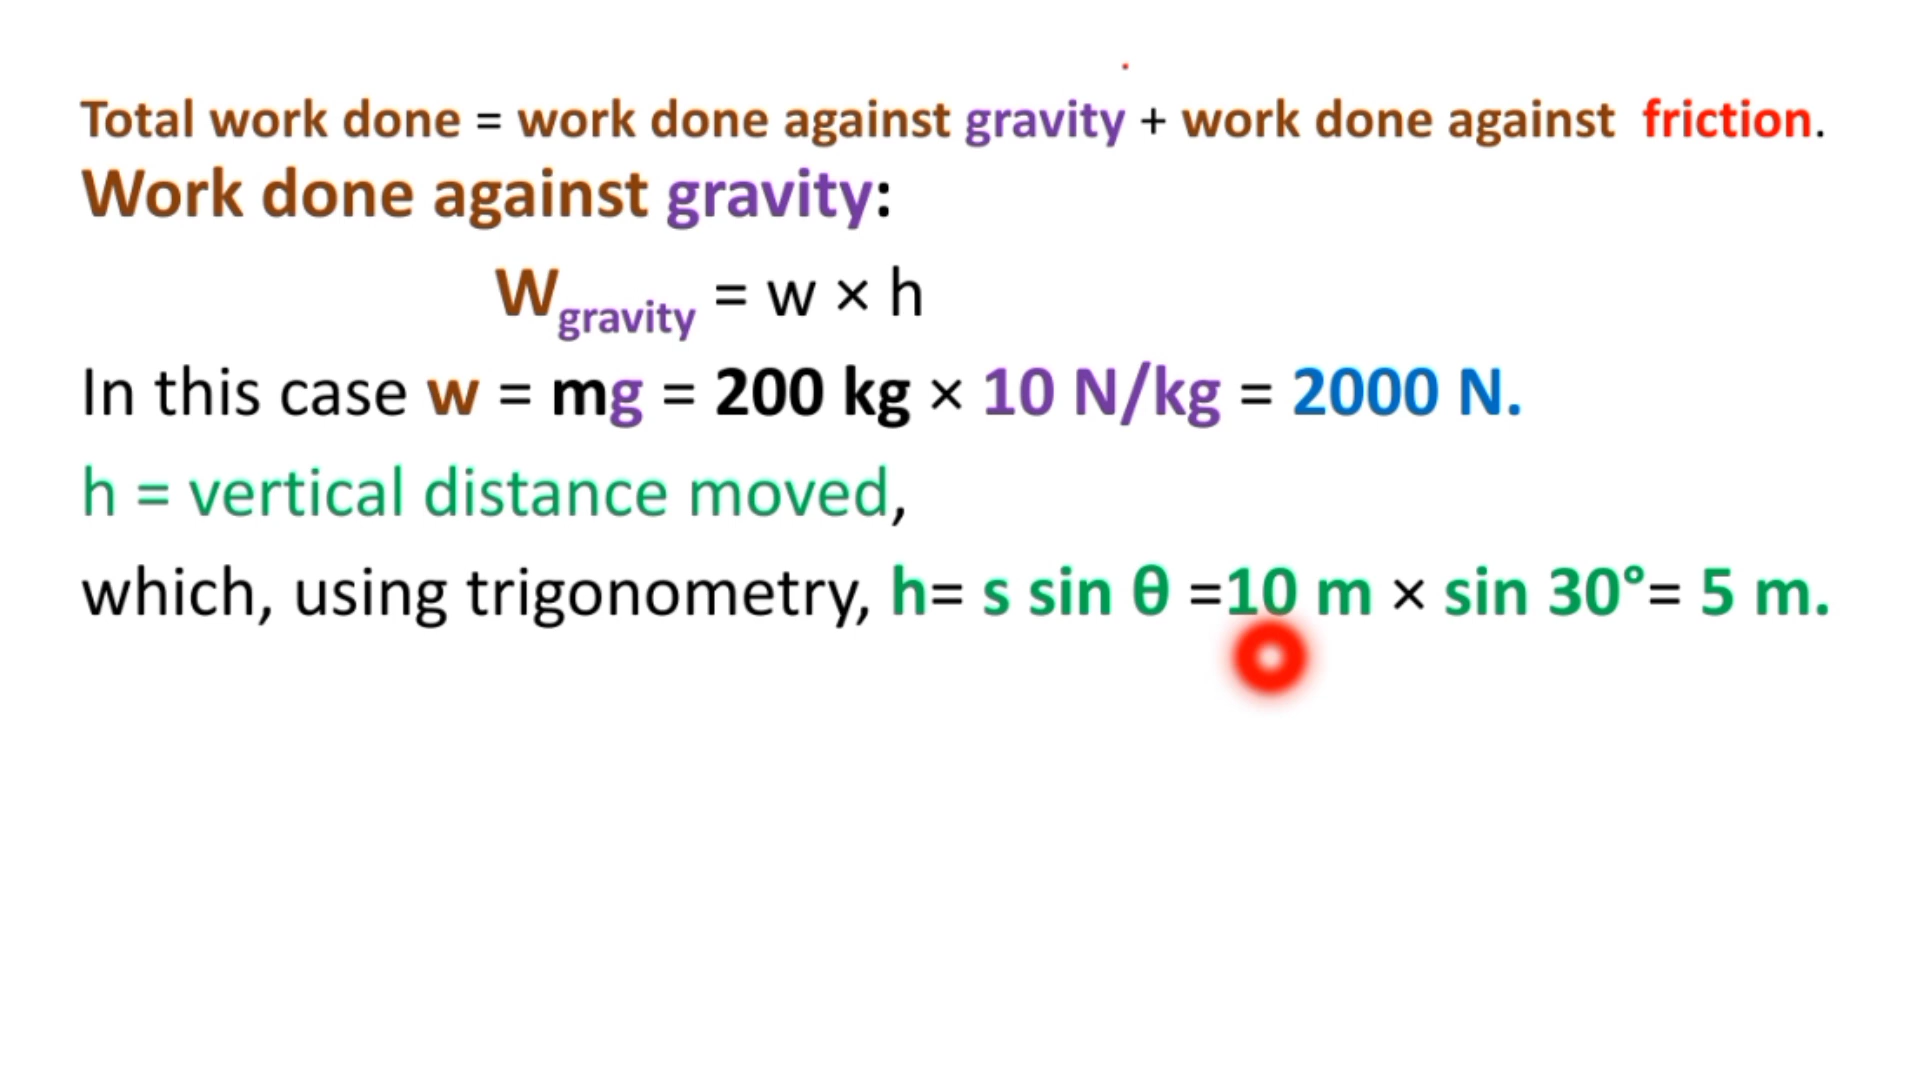 Total work done = work done against gravity + work done against friction.
Work done against gravity:
Wgravity = w × h
In this case w = mg = 200 kg × 10 N/kg = 2000 N.
h = vertical distance moved,
which, using trigonometry, h= s sin θ =10 m × sin 30°= 5 m.